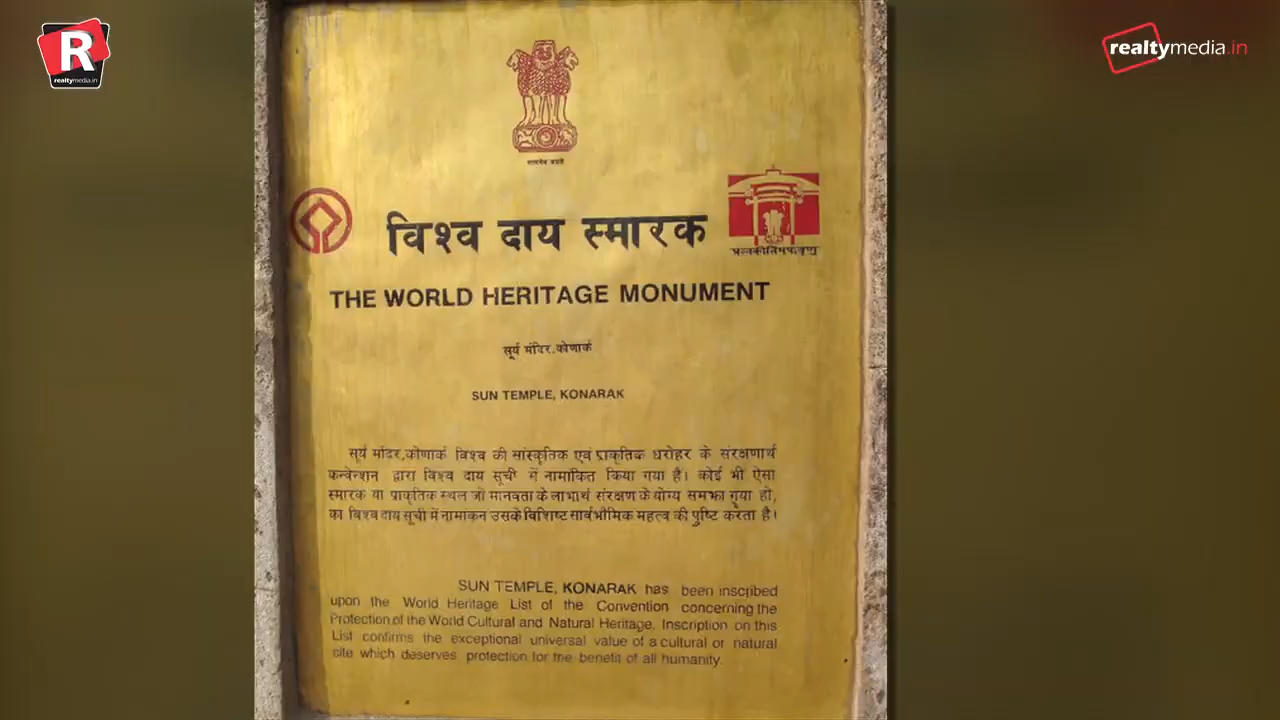 R
realtymedia.in
realtymedia.in
सत्यमेव जयते
विश्व दाय स्मारक
प्रत्नकीर्तिमपावृणु
THE WORLD HERITAGE MONUMENT
सूर्य मंदिर,कोणार्क
SUN TEMPLE, KONARAK
सूर्य मंदिर,कोणार्क विश्व की सांस्कृतिक एवं प्राकृतिक धरोहर के संरक्षणार्थ
कन्वेन्शन द्वारा विश्व दाय सूची में नामांकित किया गया है। कोई भी ऐसा
स्मारक या प्राकृतिक स्थल जो मानवता के लाभार्थ संरक्षण के योग्य समझा गया हो,
का विश्व दाय सूची में नामांकन उसके विशिष्ट सार्वभौमिक महत्व की पुष्टि करता है।
SUN TEMPLE, KONARAK has been inscribed
upon the World Heritage List of the Convention concerning the
Protection of the World Cultural and Natural Heritage. Inscription on this
List confirms the exceptional universal value of a cultural or natural
site which deserves protection for the benefit of all humanity.